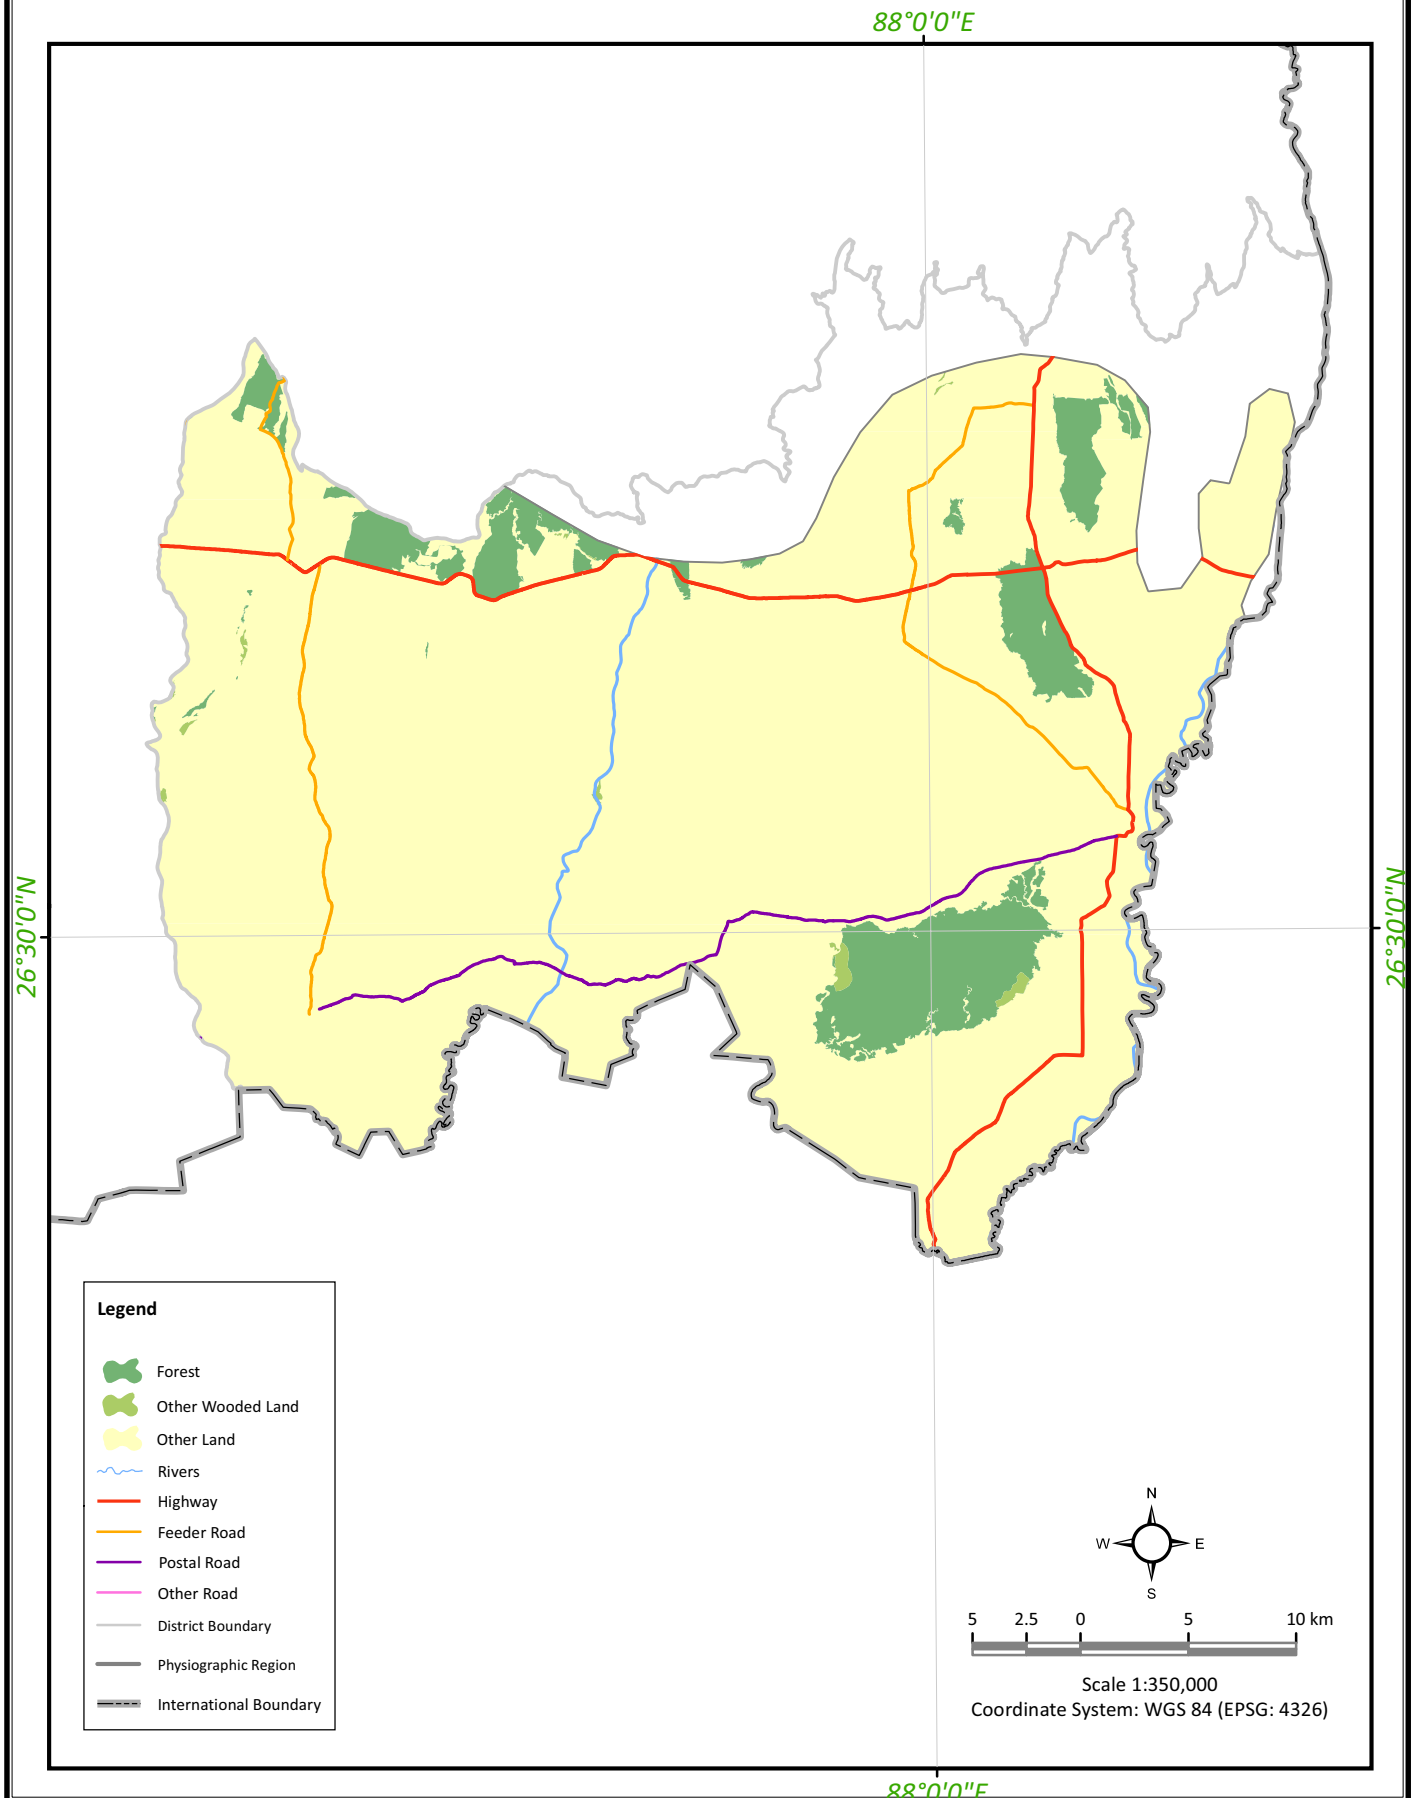 88°0'0"E
26°30'0"N
26°30'0"N
Legend
Forest
Other Wooded Land
Other Land
Rivers
Highway
Feeder Road
Postal Road
Other Road
District Boundary
Physiographic Region
International Boundary
N
W E
S
5 2.5 0 5 10 km
Scale 1:350,000
Coordinate System: WGS 84 (EPSG: 4326)
88°0'0"E